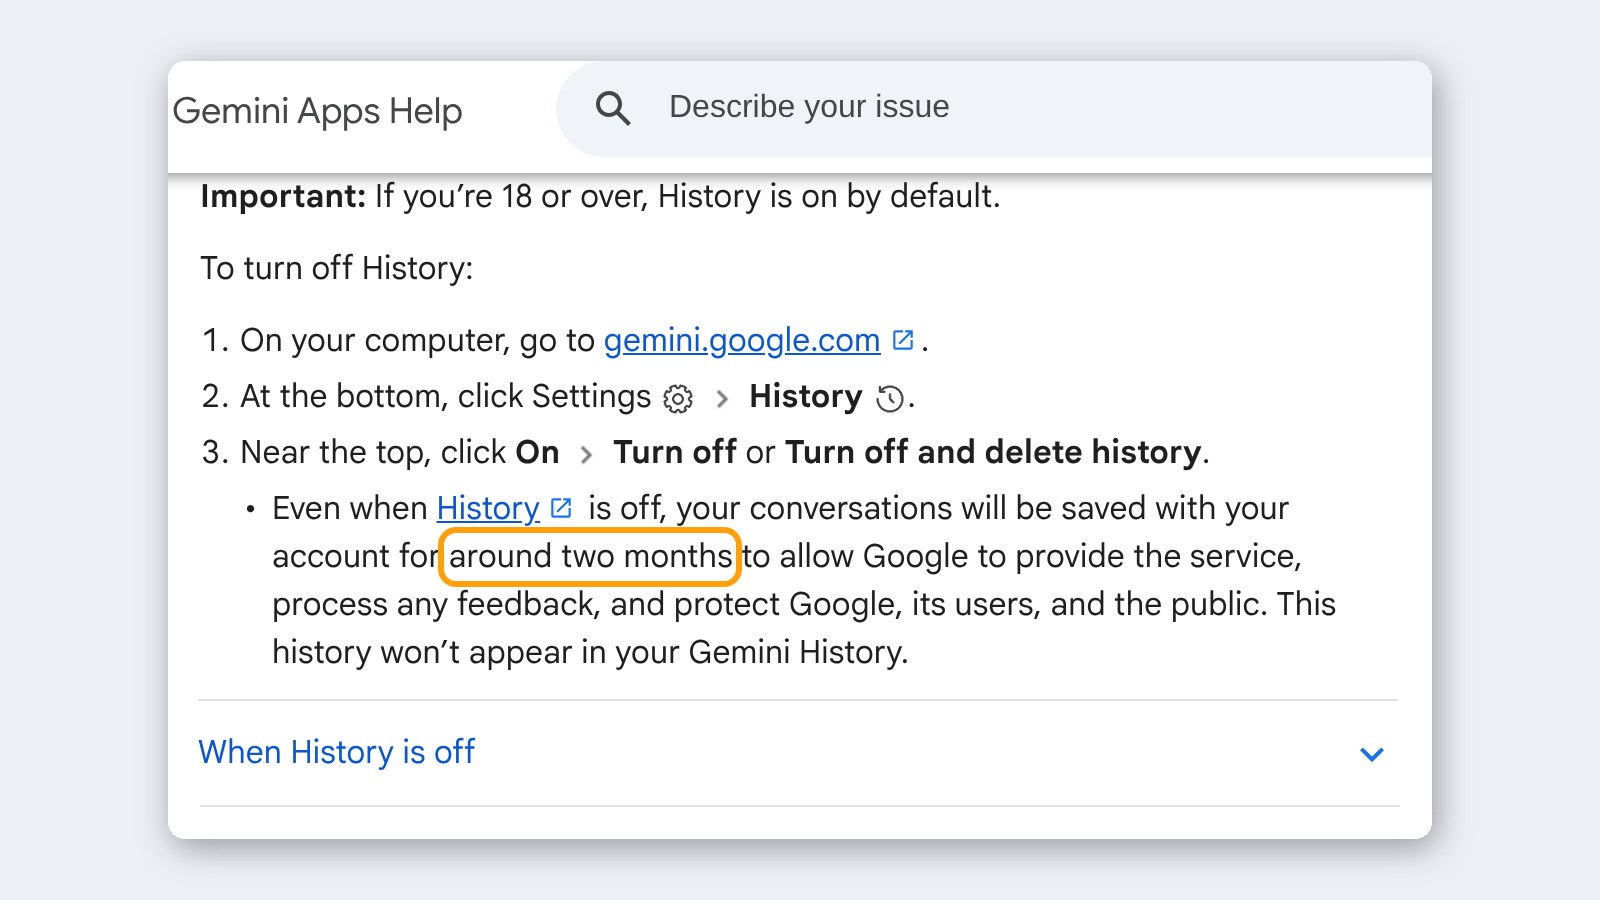 Gemini Apps Help
Describe your issue
Important: If you’re 18 or over, History is on by default.
To turn off History:
1. On your computer, go to gemini.google.com .
2. At the bottom, click Settings > History .
3. Near the top, click On > Turn off or Turn off and delete history.
• Even when History is off, your conversations will be saved with your
account for around two months to allow Google to provide the service,
process any feedback, and protect Google, its users, and the public. This
history won’t appear in your Gemini History.
When History is off